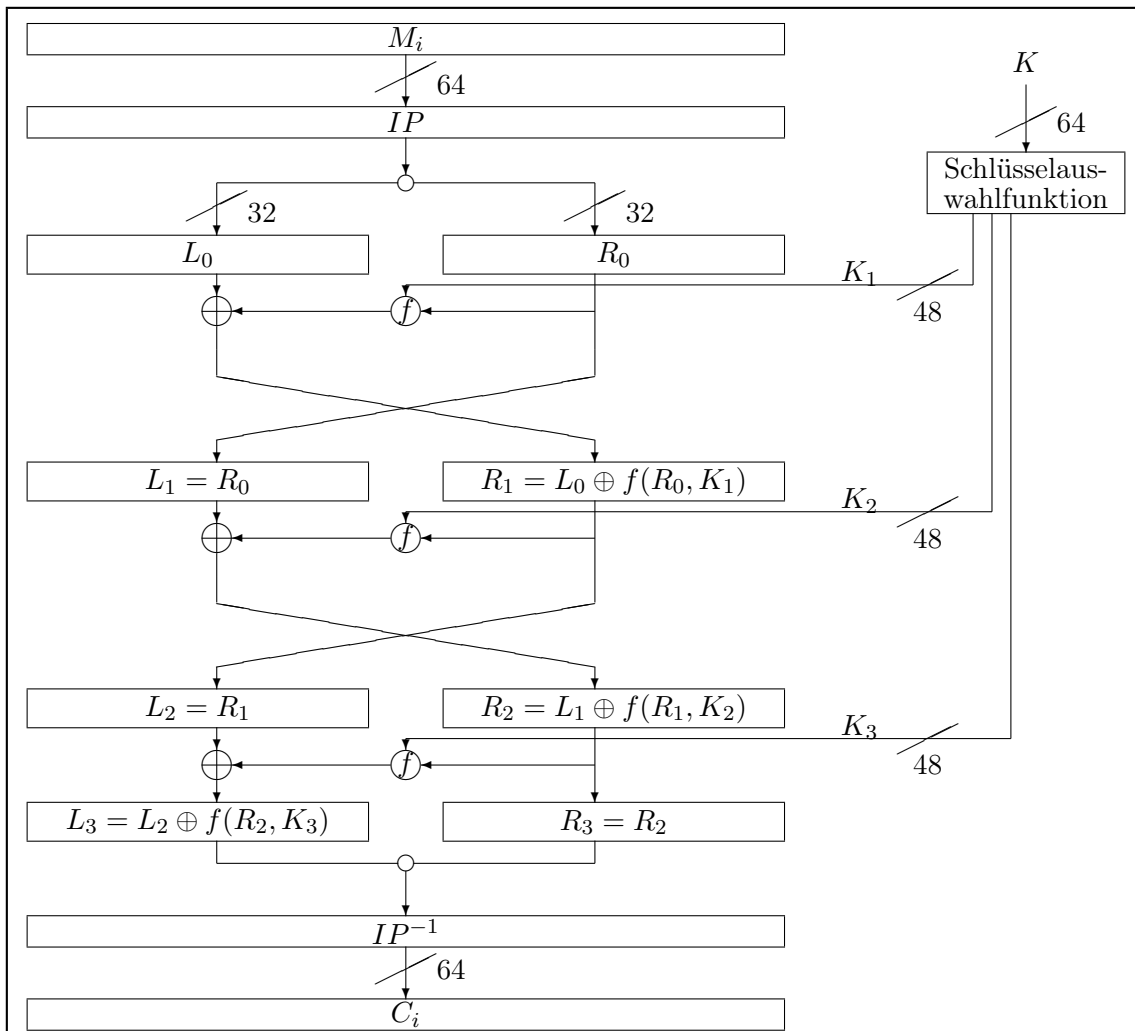 M_i
64
K
IP
64
Schlüsselaus-
wahlfunktion
32
32
L_0
R_0
K_1
48
f
L_1 = R_0
R_1 = L_0 ⊕ f(R_0, K_1)
K_2
48
f
L_2 = R_1
R_2 = L_1 ⊕ f(R_1, K_2)
K_3
48
f
L_3 = L_2 ⊕ f(R_2, K_3)
R_3 = R_2
IP^{-1}
64
C_i